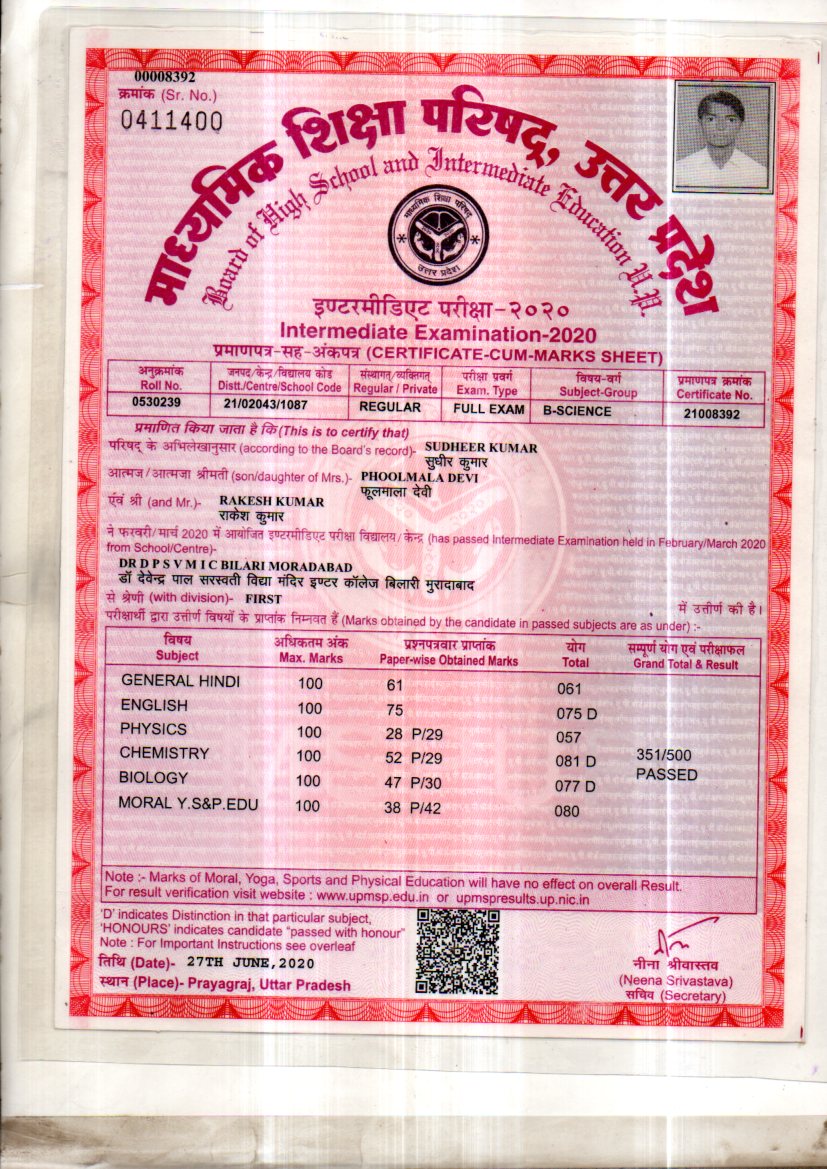 00008392
क्रमांक (Sr. No.)
0411400
माध्यमिक शिक्षा परिषद्, उत्तर प्रदेश
Board of High School and Intermediate Education U.P.
माध्यमिक शिक्षा परिषद
उत्तर प्रदेश
इण्टरमीडिएट परीक्षा-२०२०
Intermediate Examination-2020
प्रमाणपत्र-सह-अंकपत्र (CERTIFICATE-CUM-MARKS SHEET)
अनुक्रमांक जनपद/केन्द्र/विद्यालय कोड संस्थागत/व्यक्तिगत परीक्षा प्रवर्ग विषय-वर्ग प्रमाणपत्र क्रमांक
Roll No. Distt./Centre/School Code Regular / Private Exam. Type Subject-Group Certificate No.
0530239 21/02043/1087 REGULAR FULL EXAM B-SCIENCE 21008392
प्रमाणित किया जाता है कि (This is to certify that)
परिषद् के अभिलेखानुसार (according to the Board's record)- SUDHEER KUMAR
सुधीर कुमार
आत्मज/आत्मजा श्रीमती (son/daughter of Mrs.)- PHOOLMALA DEVI
फूलमाला देवी
एंवं श्री (and Mr.)- RAKESH KUMAR
राकेश कुमार
ने फरवरी/मार्च 2020 में आयोजित इण्टरमीडिएट परीक्षा विद्यालय/केन्द्र (has passed Intermediate Examination held in February/March 2020
from School/Centre)-
DR D P S V M I C BILARI MORADABAD
डॉ देवेन्द्र पाल सरस्वती विद्या मंदिर इण्टर कॉलेज बिलारी मुरादाबाद
से श्रेणी (with division)- FIRST में उत्तीर्ण की है।
परीक्षार्थी द्वारा उत्तीर्ण विषयों के प्राप्तांक निम्नवत हैं (Marks obtained by the candidate in passed subjects are as under) :-
विषय अधिकतम अंक प्रश्नपत्रवार प्राप्तांक योग सम्पूर्ण योग एवं परीक्षाफल
Subject Max. Marks Paper-wise Obtained Marks Total Grand Total & Result
GENERAL HINDI 100 61 061
ENGLISH 100 75 075 D
PHYSICS 100 28 P/29 057
CHEMISTRY 100 52 P/29 081 D 351/500
BIOLOGY 100 47 P/30 077 D PASSED
MORAL Y.S&P.EDU 100 38 P/42 080
Note :- Marks of Moral, Yoga, Sports and Physical Education will have no effect on overall Result.
For result verification visit website : www.upmsp.edu.in or upmspresults.up.nic.in
'D' indicates Distinction in that particular subject,
'HONOURS' indicates candidate "passed with honour"
Note : For Important Instructions see overleaf
तिथि (Date)- 27TH JUNE,2020
स्थान (Place)- Prayagraj, Uttar Pradesh
नीना श्रीवास्तव
(Neena Srivastava)
सचिव (Secretary)